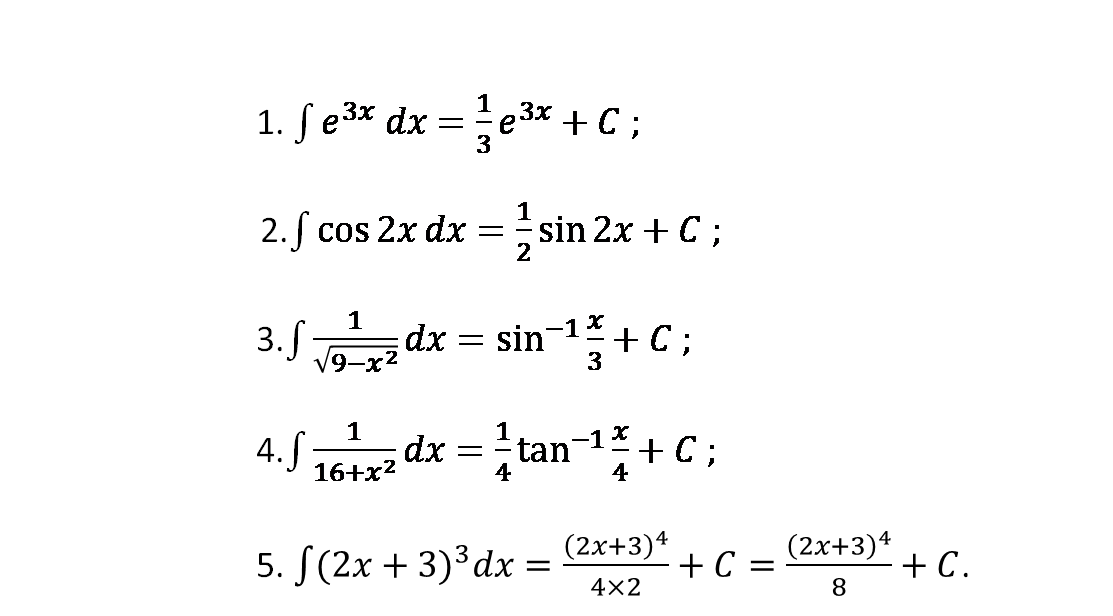 1. ∫ e^{3x} dx = \frac{1}{3} e^{3x} + C ;
2. ∫ cos 2x dx = \frac{1}{2} sin 2x + C ;
3. ∫ \frac{1}{\sqrt{9−x^2}} dx = sin^{−1} \frac{x}{3} + C ;
4. ∫ \frac{1}{16+x^2} dx = \frac{1}{4} tan^{−1} \frac{x}{4} + C ;
5. ∫(2x + 3)^3 dx = \frac{(2x+3)^4}{4×2} + C = \frac{(2x+3)^4}{8} + C.